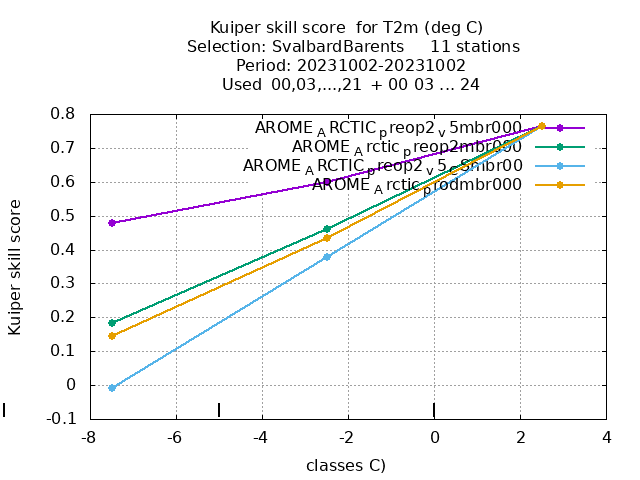 Kuiper skill score for T2m (deg C)
Selection: SvalbardBarents 11 stations
Period: 20231002-20231002
Used 00,03,...,21 + 00 03 ... 24
AROME_ARCTIC_preop2_v5mbr000
AROME_Arctic_preop2mbr000
AROME_ARCTIC_preop2_v5
AROME_Arctic_prodmbr000
Kuiper skill score
0.8
0.7
0.6
0.5
0.4
0.3
0.2
0.1
0
-0.1
-8 -6 -4 -2 0 2 4
classes C)